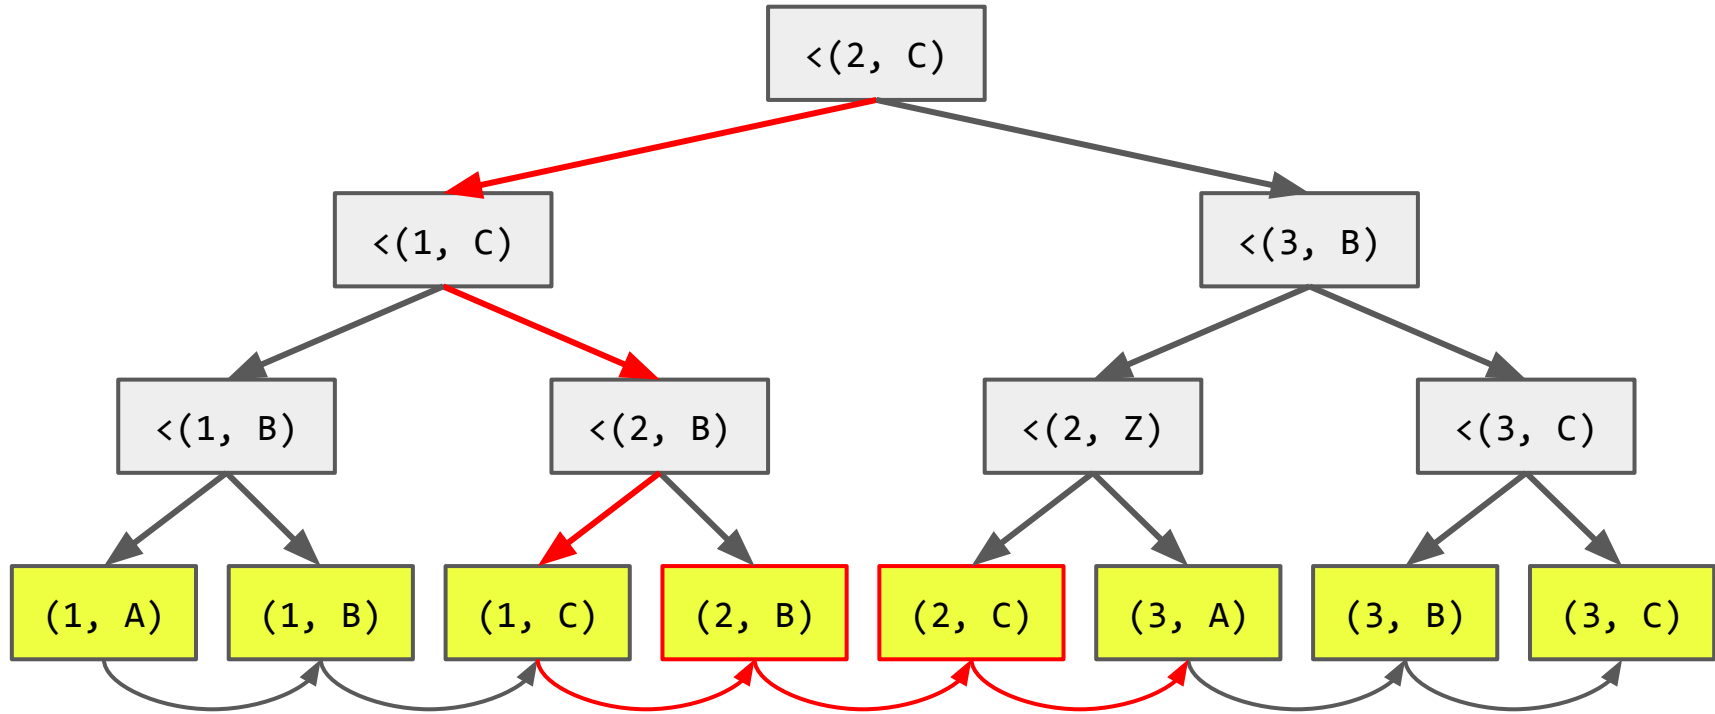 <(2, C)
<(1, C)
<(3, B)
<(1, B)
<(2, B)
<(2, Z)
<(3, C)
(1, A)
(1, B)
(1, C)
(2, B)
(2, C)
(3, A)
(3, B)
(3, C)